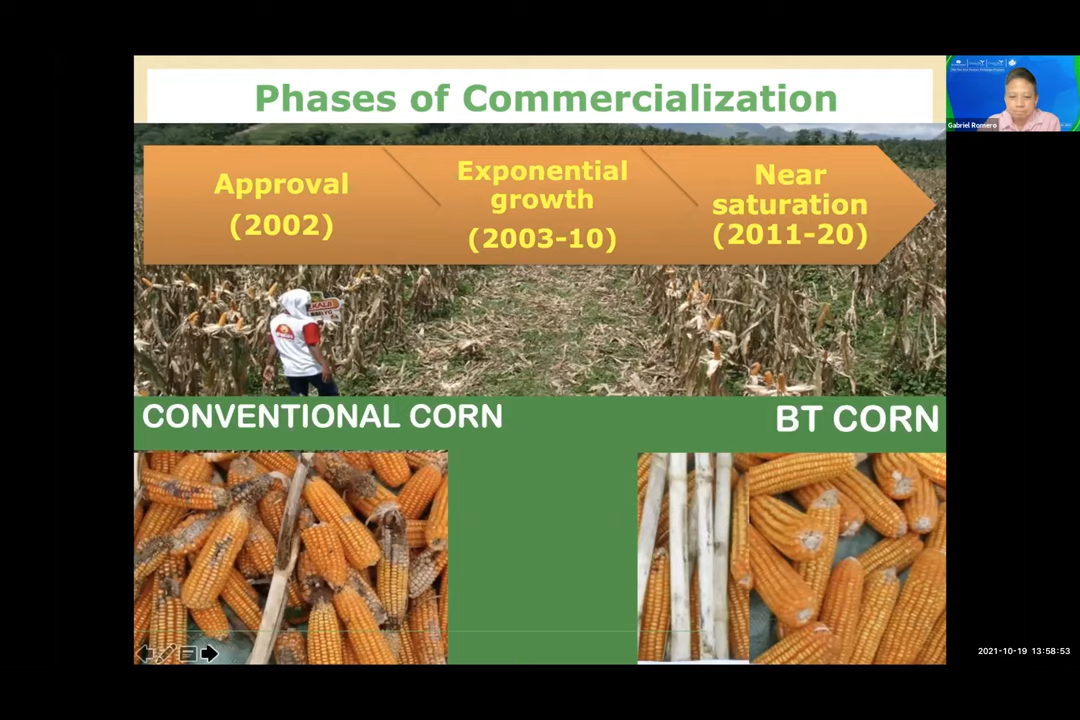 Phases of Commercialization
Approval
(2002)
Exponential
growth
(2003-10)
Near
saturation
(2011-20)
CONVENTIONAL CORN
BT CORN
Gabriel Romero
2021-10-19 13:58:53